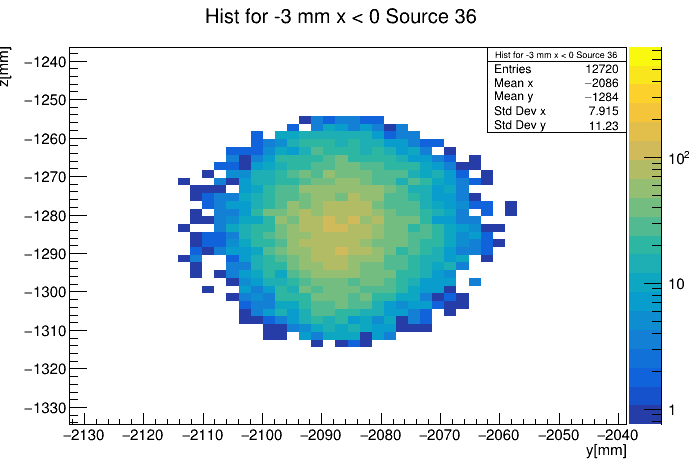 Hist for -3 mm x < 0 Source 36
z[mm]
Hist for -3 mm x < 0 Source 36
Entries 12720
Mean x −2086
Mean y −1284
Std Dev x 7.915
Std Dev y 11.23
−1240
−1250
−1260
−1270
−1280
−1290
−1300
−1310
−1320
−1330
10²
10
1
−2130 −2120 −2110 −2100 −2090 −2080 −2070 −2060 −2050 −2040
y[mm]